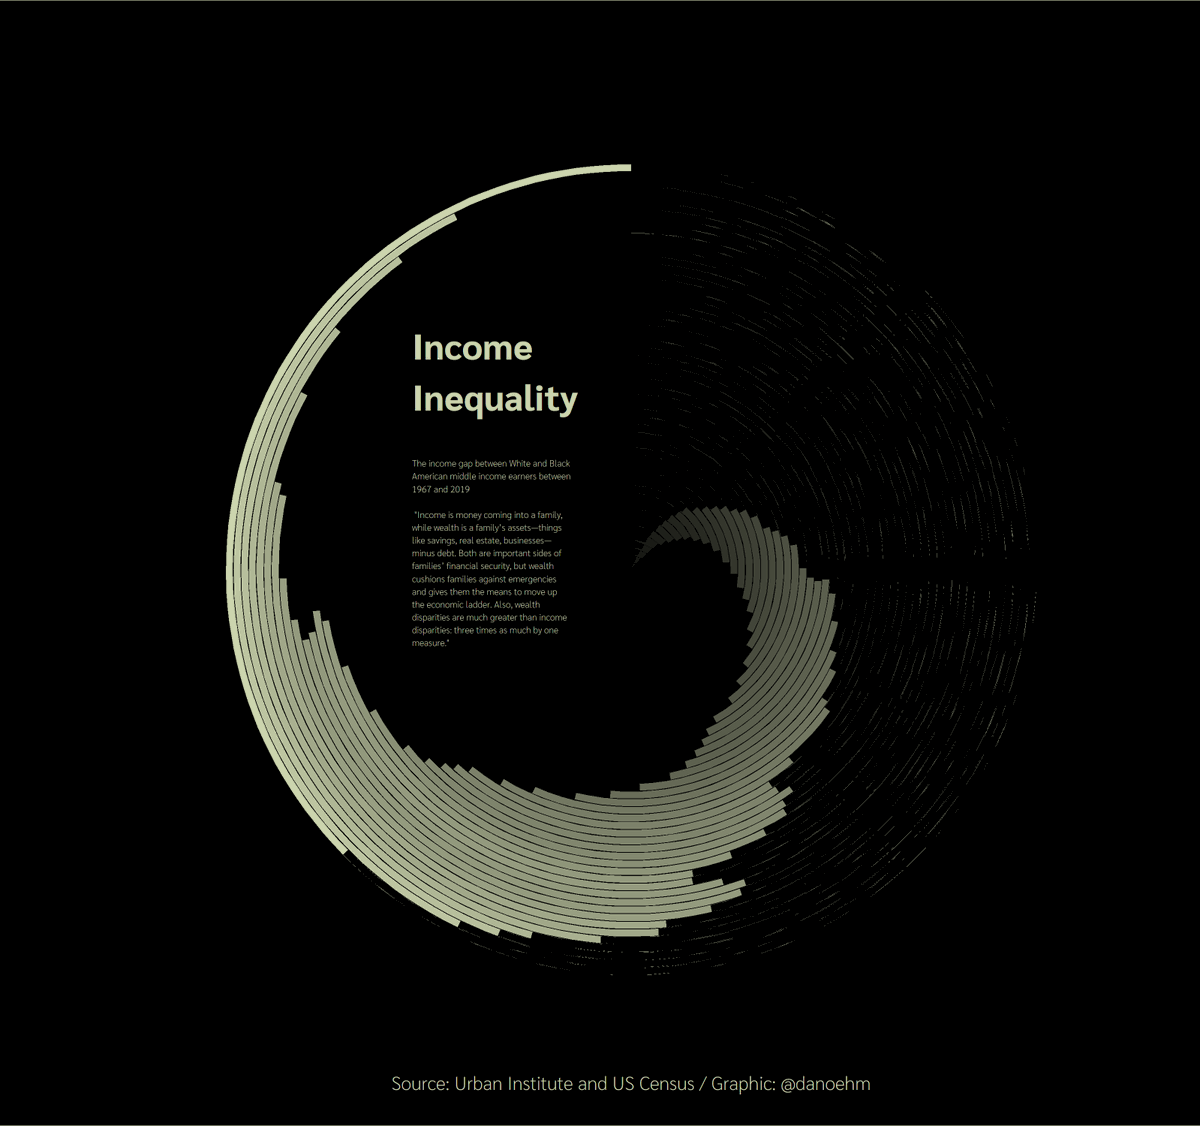 Income
Inequality
The income gap between White and Black
American middle income earners between
1967 and 2019
"Income is money coming into a family,
while wealth is a family's assets—things
like savings, real estate, businesses—
minus debt. Both are important sides of
families' financial security, but wealth
cushions families against emergencies
and gives them the means to move up
the economic ladder. Also, wealth
disparities are much greater than income
disparities: three times as much by one
measure."
Source: Urban Institute and US Census / Graphic: @danoehm